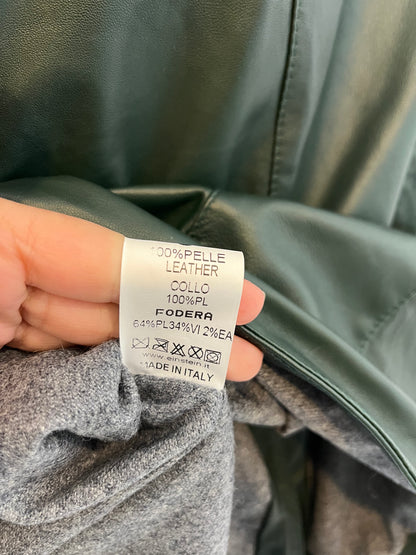 100%PELLE
LEATHER
COLLO
100%PL
FODERA
64%PL34%VI 2%EA
www.einstein.it
MADE IN ITALY